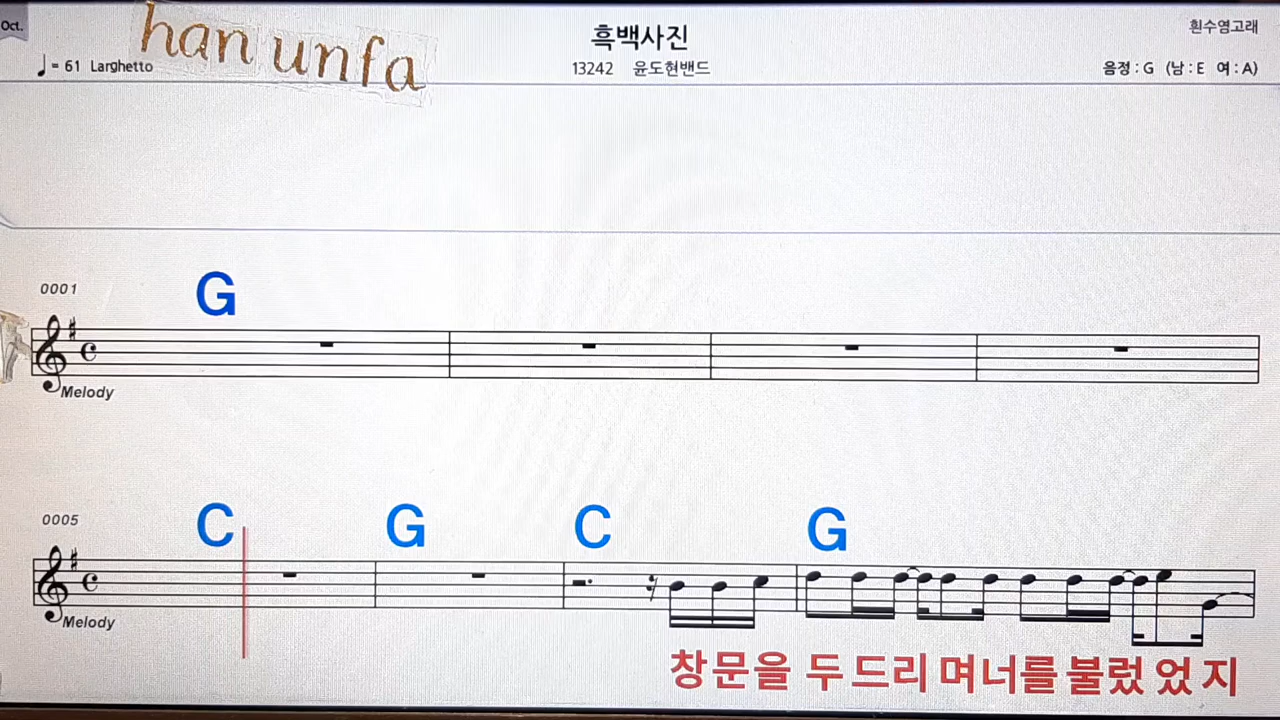 Oct.
han unfa
흑백사진
흰수염고래
♩= 61 Larghetto
13242 윤도현밴드
음정 : G (남 : E 여 : A)
0001
G
Melody
0005
C G C G
Melody
창문을 두드리며너를 불렀었지